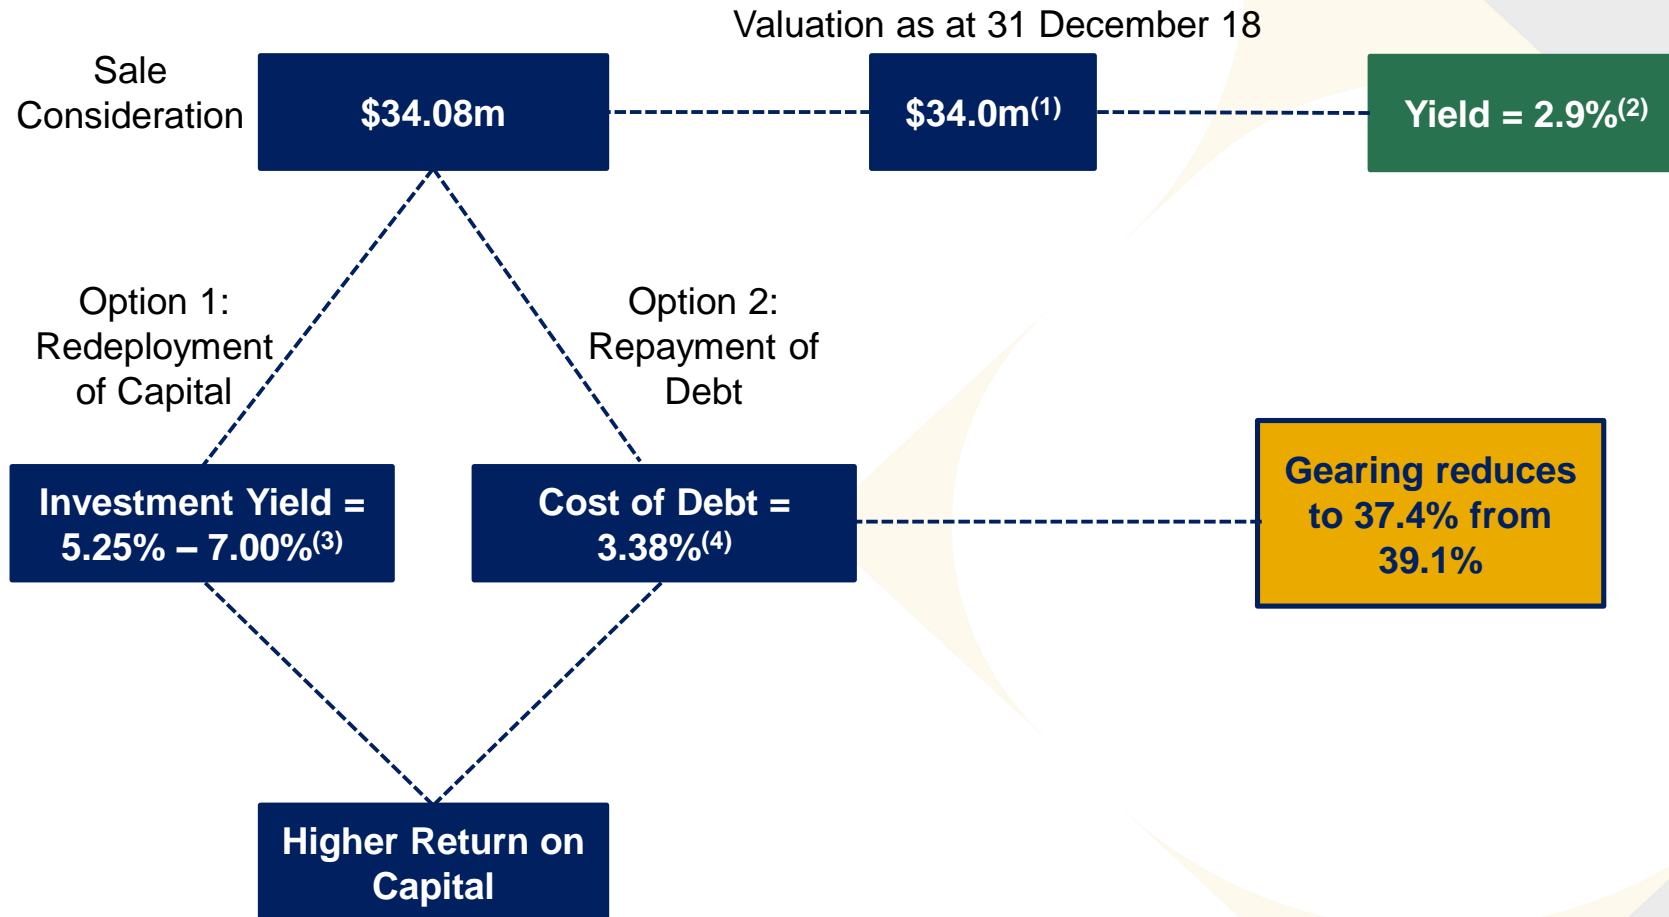 Valuation as at 31 December 18
Sale
Consideration
$34.08m
$34.0m(1)
Yield = 2.9%(2)
Option 1:
Redeployment
of Capital
Option 2:
Repayment of
Debt
Investment Yield =
5.25% – 7.00%(3)
Cost of Debt =
3.38%(4)
Gearing reduces
to 37.4% from
39.1%
Higher Return on
Capital